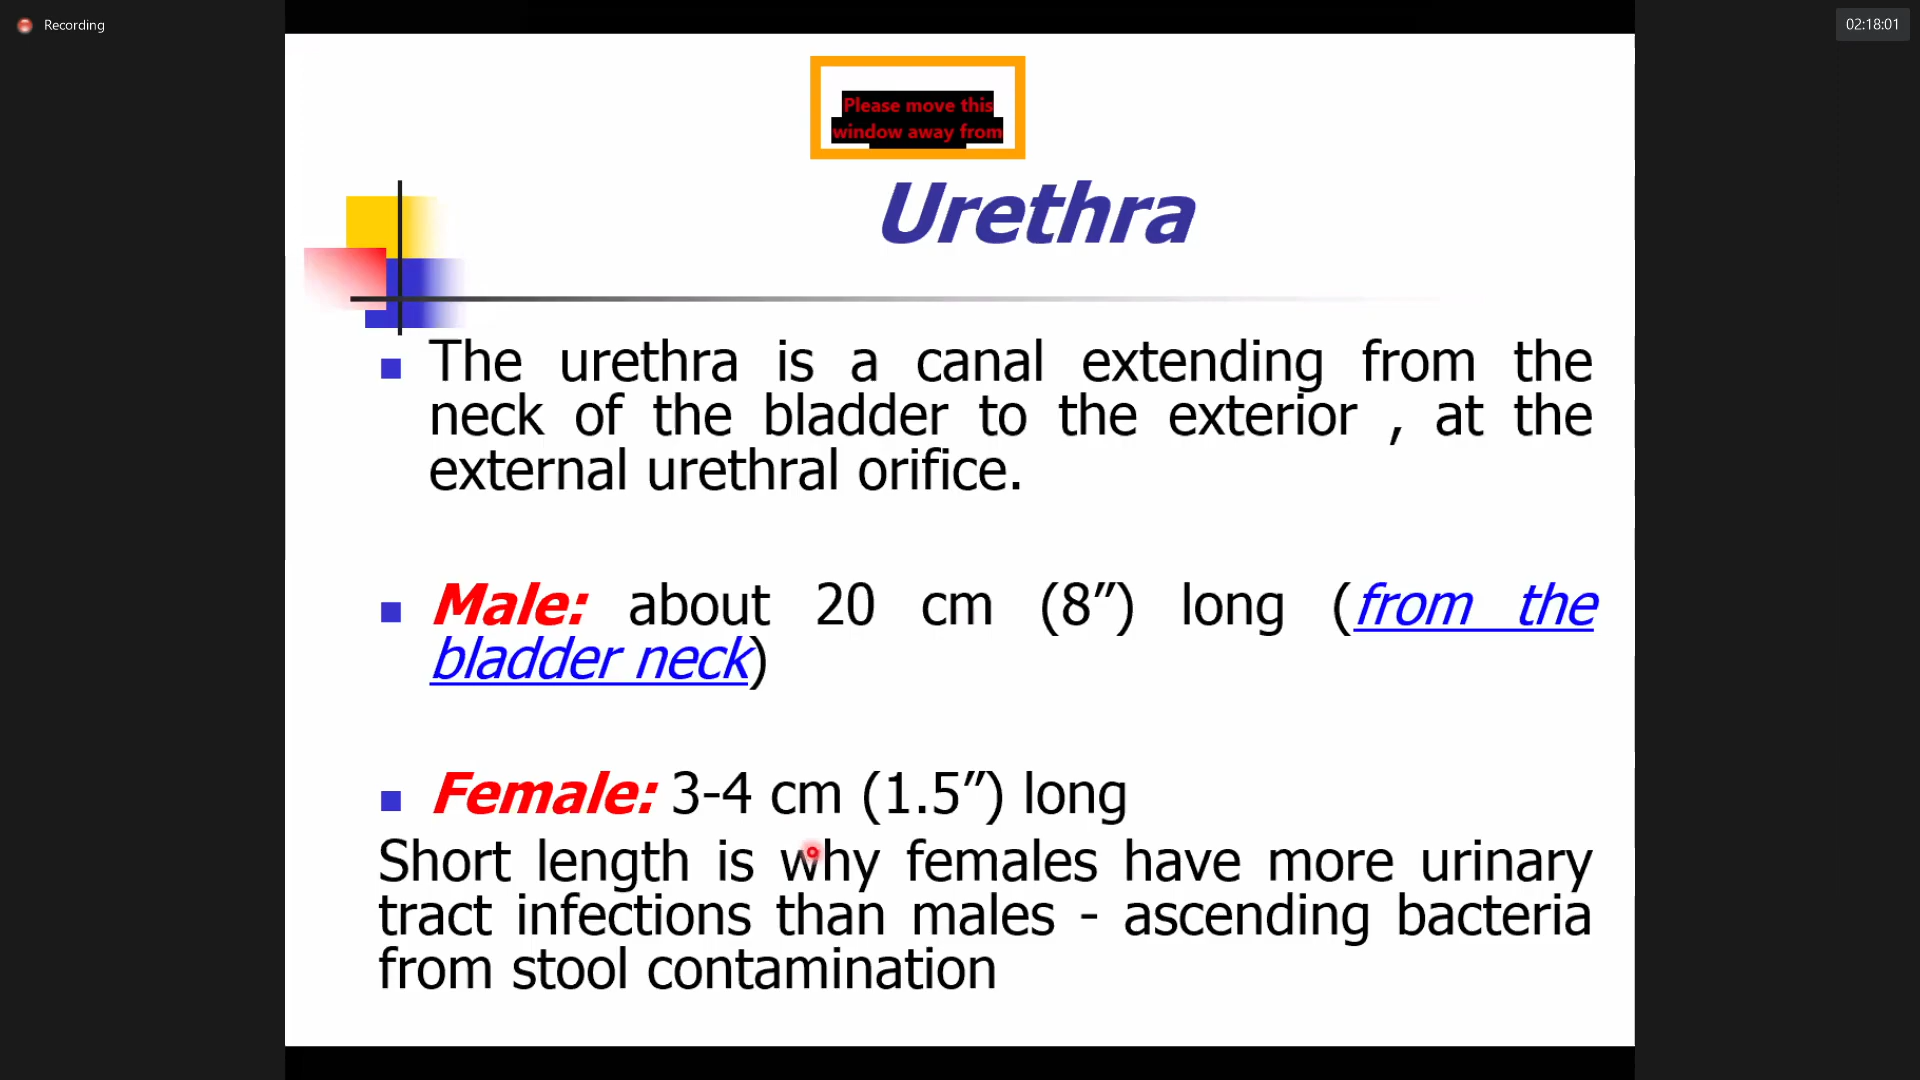 Recording
02:18:01
Please move this
window away from
Urethra
The urethra is a canal extending from the
neck of the bladder to the exterior , at the
external urethral orifice.
Male: about 20 cm (8”) long (from the
bladder neck)
Female: 3-4 cm (1.5”) long
Short length is why females have more urinary
tract infections than males - ascending bacteria
from stool contamination